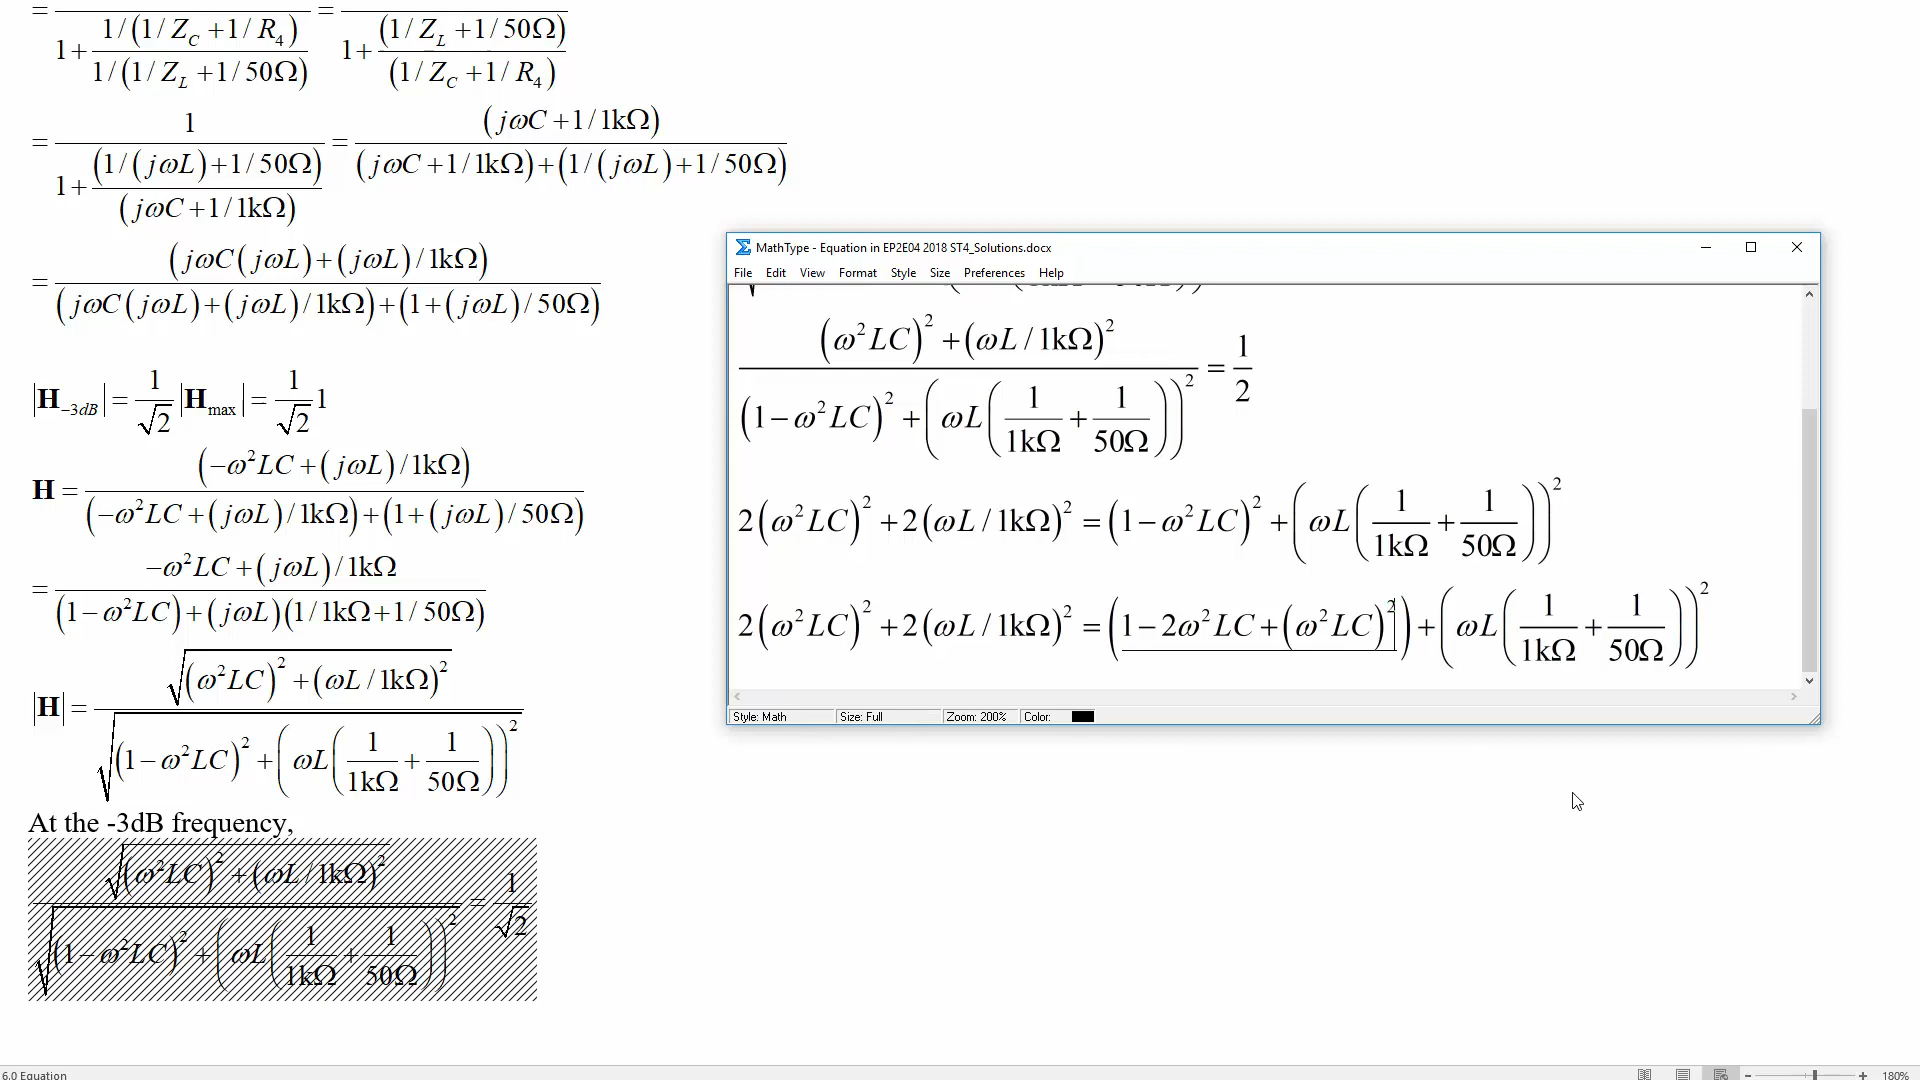 = 1/(1+(1/(1/Z_C+1/R_4))/(1/(1/Z_L+1/50Ω))) = 1/(1+((1/Z_L+1/50Ω))/((1/Z_C+1/R_4)))
= 1/(1+((1/(jωL)+1/50Ω))/((jωC+1/1kΩ))) = (jωC+1/1kΩ)/((jωC+1/1kΩ)+(1/(jωL)+1/50Ω))
= (jωC(jωL)+(jωL)/1kΩ)/((jωC(jωL)+(jωL)/1kΩ)+(1+(jωL)/50Ω))
|H_−3dB| = 1/√2 |H_max| = 1/√2 1
H = (−ω²LC+(jωL)/1kΩ)/((−ω²LC+(jωL)/1kΩ)+(1+(jωL)/50Ω))
= (−ω²LC+(jωL)/1kΩ)/((1−ω²LC)+(jωL)(1/1kΩ+1/50Ω))
|H| = √((ω²LC)²+(ωL/1kΩ)²)/√((1−ω²LC)²+(ωL(1/1kΩ+1/50Ω))²)
At the -3dB frequency,
√((ω²LC)²+(ωL/1kΩ)²)/√((1−ω²LC)²+(ωL(1/1kΩ+1/50Ω))²) = 1/√2
MathType - Equation in EP2E04 2018 ST4_Solutions.docx
File Edit View Format Style Size Preferences Help
((ω²LC)²+(ωL/1kΩ)²)/((1−ω²LC)²+(ωL(1/1kΩ+1/50Ω))²) = 1/2
2(ω²LC)²+2(ωL/1kΩ)² = (1−ω²LC)²+(ωL(1/1kΩ+1/50Ω))²
2(ω²LC)²+2(ωL/1kΩ)² = (1−2ω²LC+(ω²LC)²)+(ωL(1/1kΩ+1/50Ω))²
Style: Math Size: Full Zoom: 200% Color:
6.0 Equation
180%